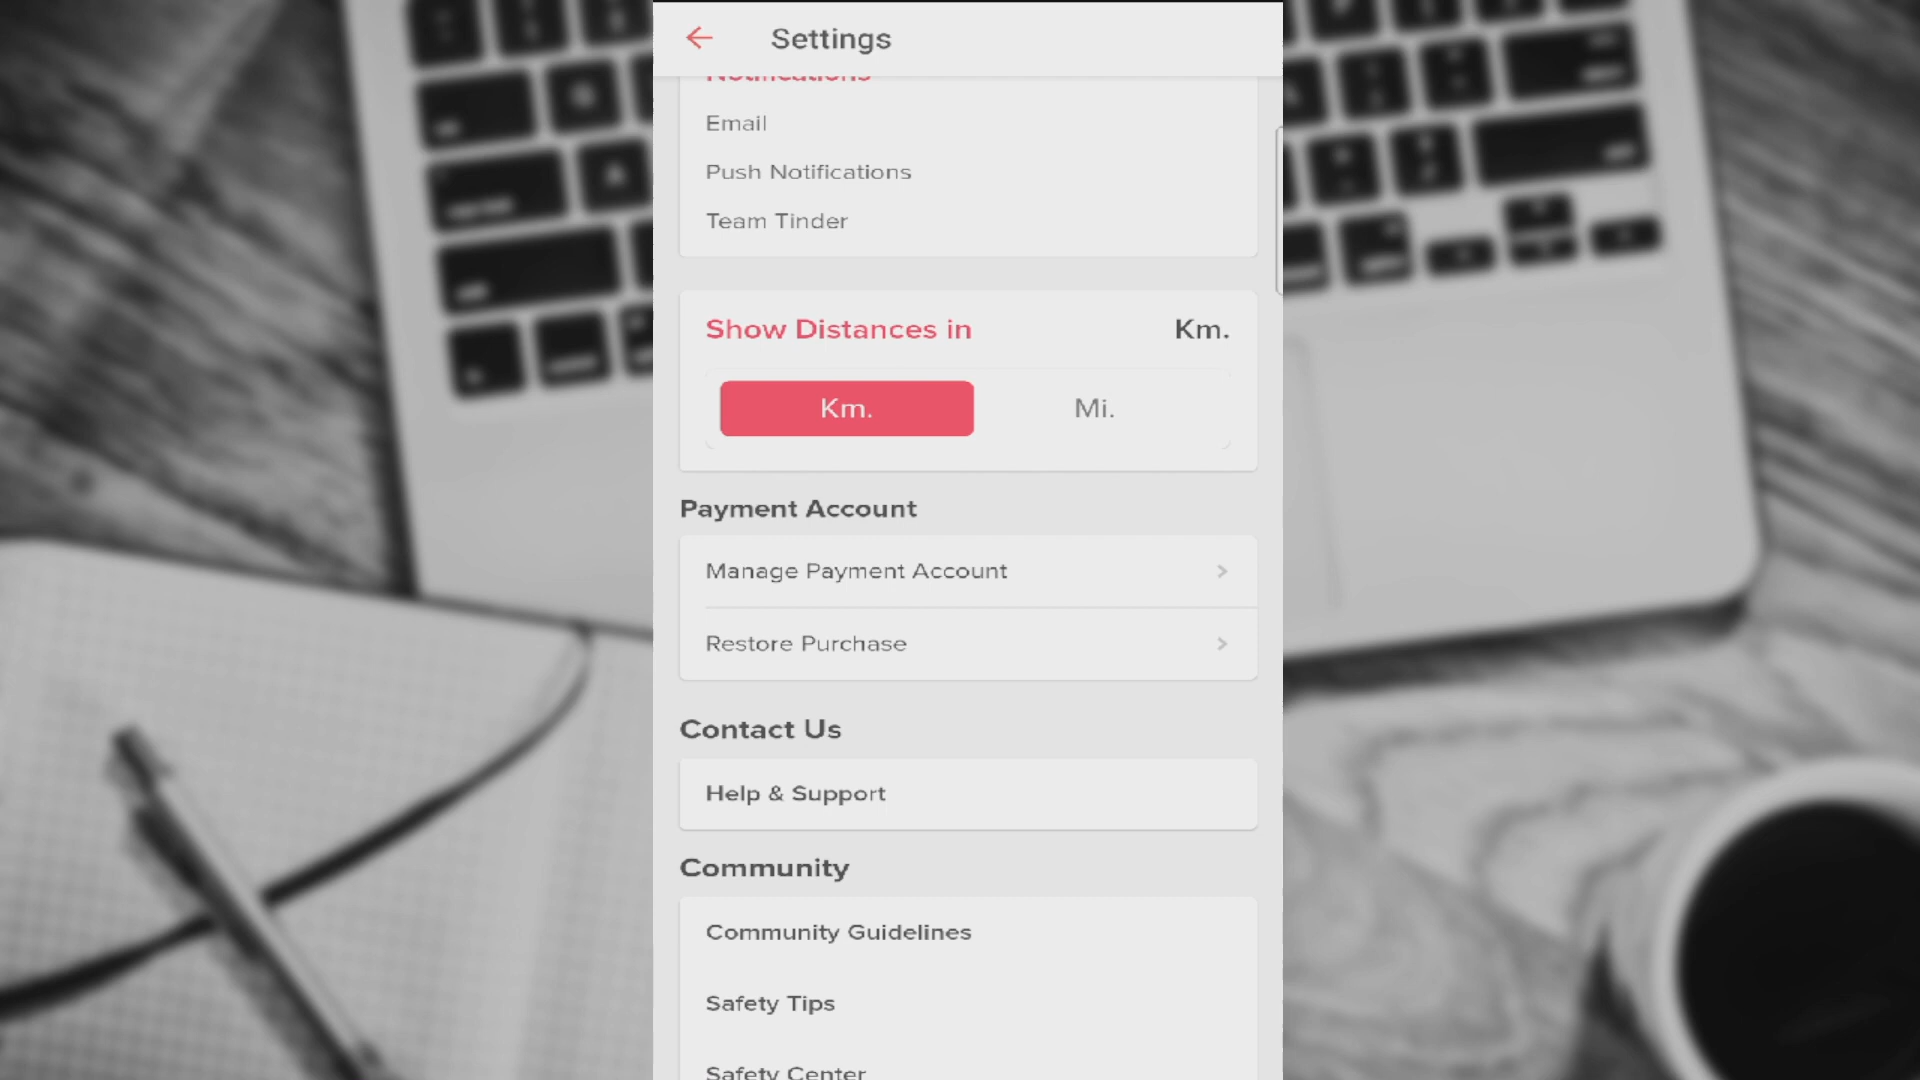 Settings
Notifications
Email
Push Notifications
Team Tinder
Show Distances in Km.
Km. Mi.
Payment Account
Manage Payment Account
Restore Purchase
Contact Us
Help & Support
Community
Community Guidelines
Safety Tips
Safety Center